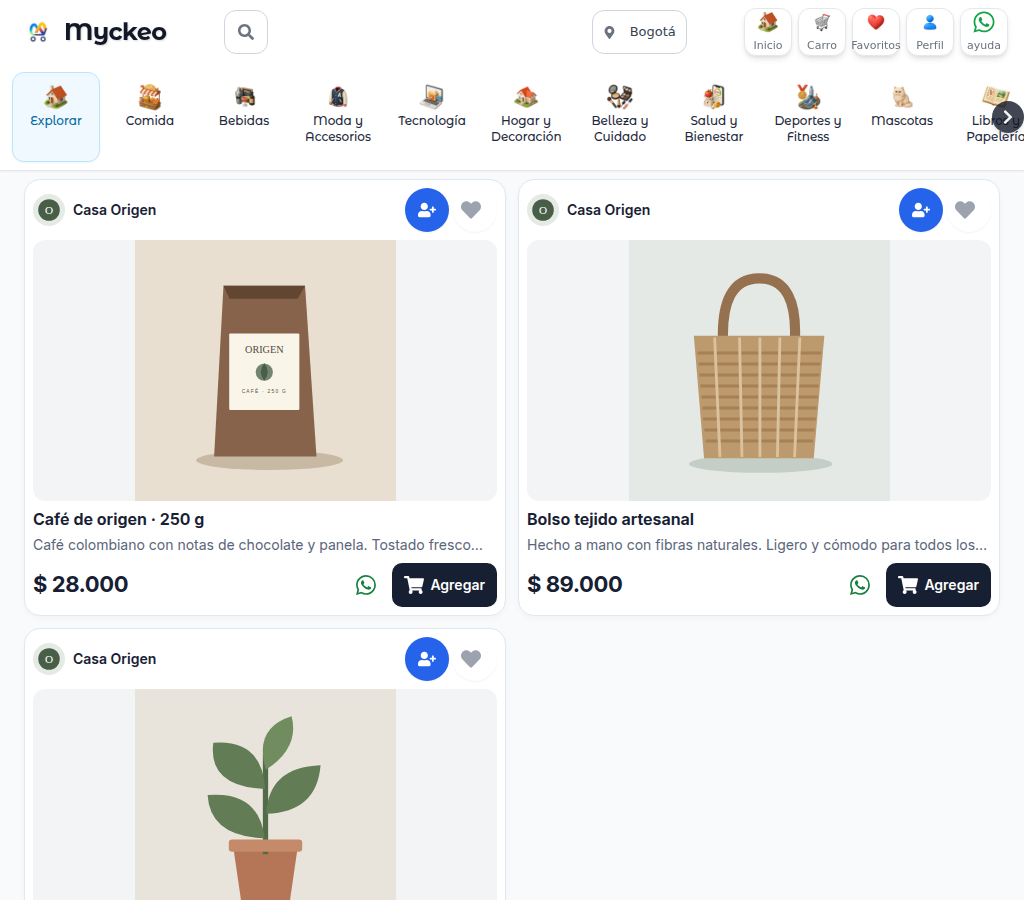 Myckeo
Bogotá
Inicio
Carro
Favoritos
Perfil
ayuda
Explorar
Comida
Bebidas
Moda y
Accesorios
Tecnología
Hogar y
Decoración
Belleza y
Cuidado
Salud y
Bienestar
Deportes y
Fitness
Mascotas
Libros y
Papelería
O
Casa Origen
ORIGEN
CAFÉ · 250 G
Café de origen · 250 g
Café colombiano con notas de chocolate y panela. Tostado fresco...
$ 28.000
Agregar
O
Casa Origen
Bolso tejido artesanal
Hecho a mano con fibras naturales. Ligero y cómodo para todos los...
$ 89.000
Agregar
O
Casa Origen